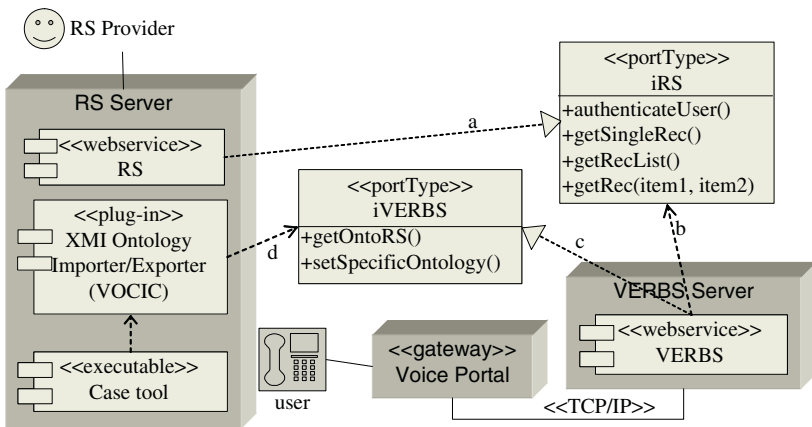 RS Provider
RS Server
<<webservice>>
RS
<<plug-in>>
XMI Ontology
Importer/Exporter
(VOCIC)
<<executable>>
Case tool
a
<<portType>>
iRS
+authenticateUser()
+getSingleRec()
+getRecList()
+getRec(item1, item2)
<<portType>>
iVERBS
+getOntoRS()
+setSpecificOntology()
d
c
b
VERBS Server
<<webservice>>
VERBS
user
<<gateway>>
Voice Portal
<<TCP/IP>>